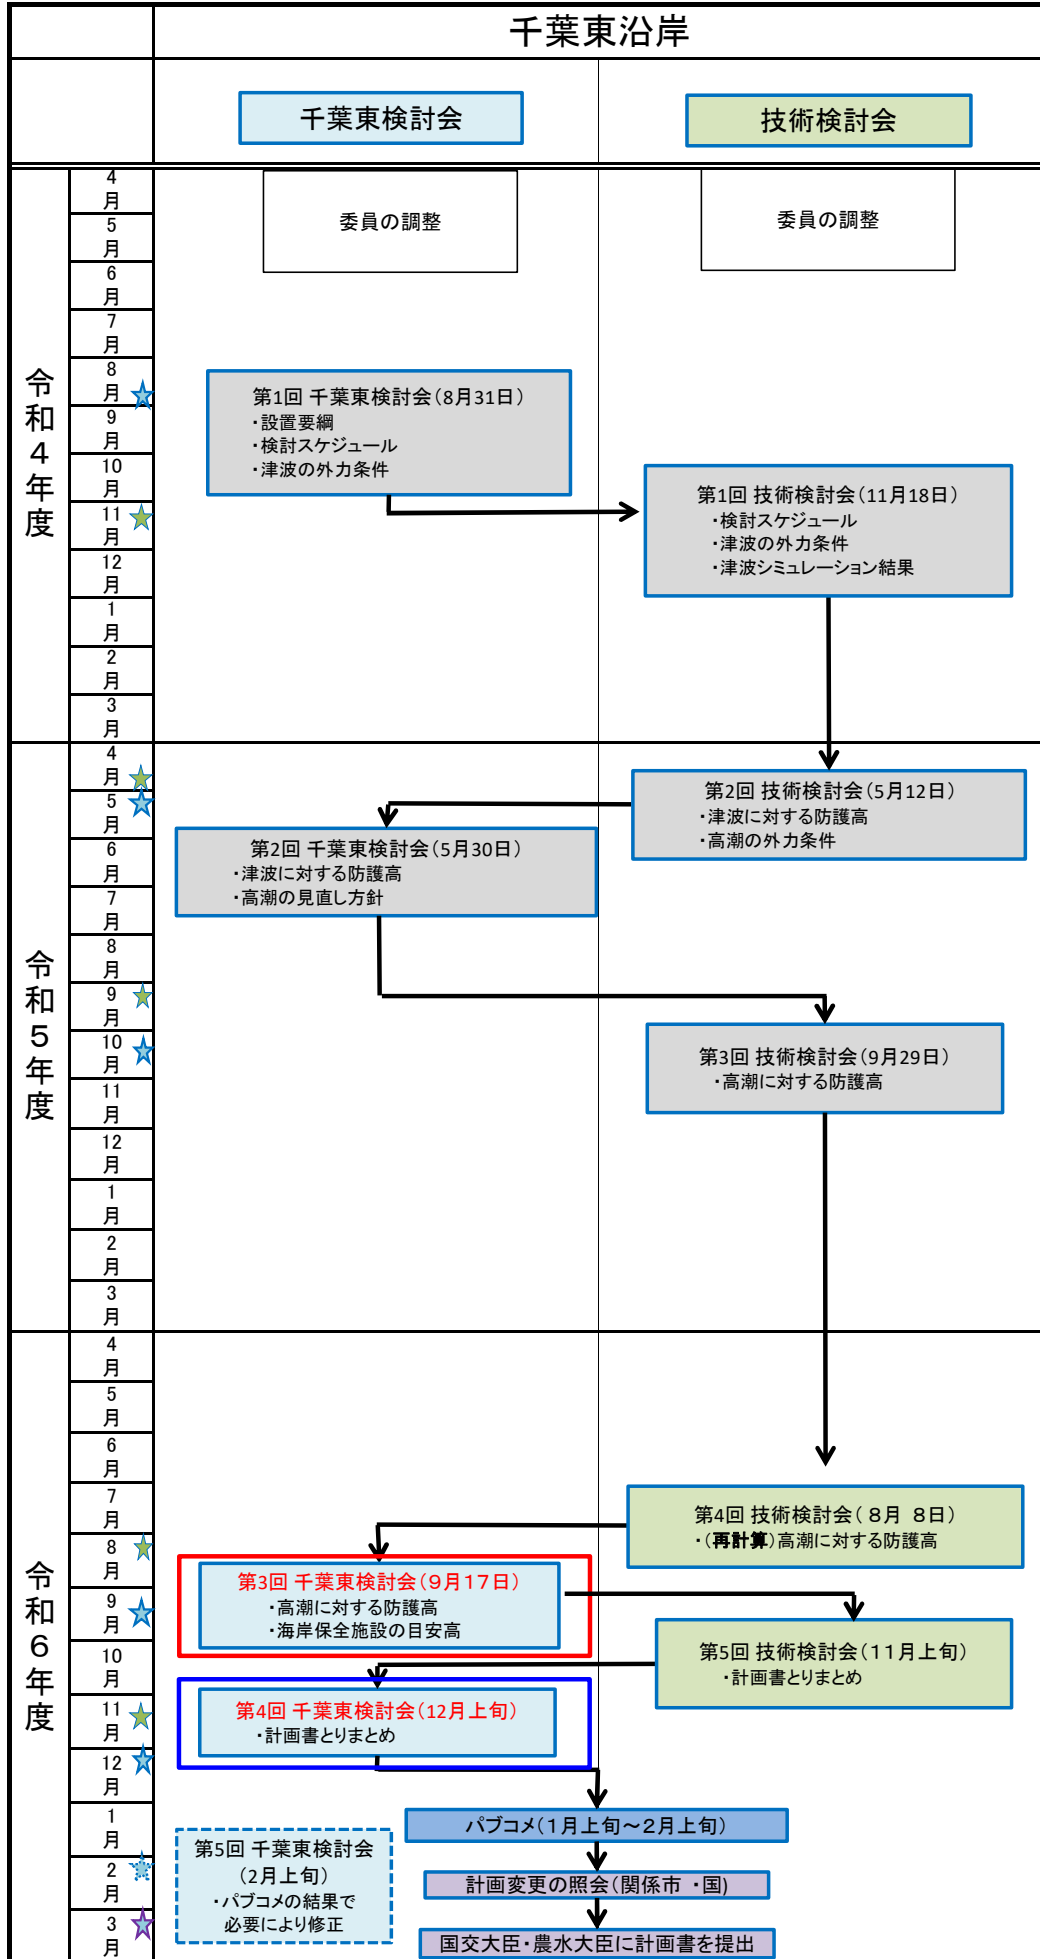 千葉東沿岸
千葉東検討会
技術検討会
令和4年度
4月
5月
6月
7月
8月
9月
10月
11月
12月
1月
2月
3月
委員の調整
委員の調整
第1回 千葉東検討会(8月31日)
・設置要綱
・検討スケジュール
・津波の外力条件
第1回 技術検討会(11月18日)
・検討スケジュール
・津波の外力条件
・津波シミュレーション結果
令和5年度
4月
5月
6月
7月
8月
9月
10月
11月
12月
1月
2月
3月
第2回 技術検討会(5月12日)
・津波に対する防護高
・高潮の外力条件
第2回 千葉東検討会(5月30日)
・津波に対する防護高
・高潮の見直し方針
第3回 技術検討会(9月29日)
・高潮に対する防護高
令和6年度
4月
5月
6月
7月
8月
9月
10月
11月
12月
1月
2月
3月
第4回 技術検討会(8月 8日)
・(再計算)高潮に対する防護高
第3回 千葉東検討会(9月17日)
・高潮に対する防護高
・海岸保全施設の目安高
第5回 技術検討会(11月上旬)
・計画書とりまとめ
第4回 千葉東検討会(12月上旬)
・計画書とりまとめ
パブコメ(1月上旬~2月上旬)
第5回 千葉東検討会
(2月上旬)
・パブコメの結果で
必要により修正
計画変更の照会(関係市 ・国)
国交大臣・農水大臣に計画書を提出